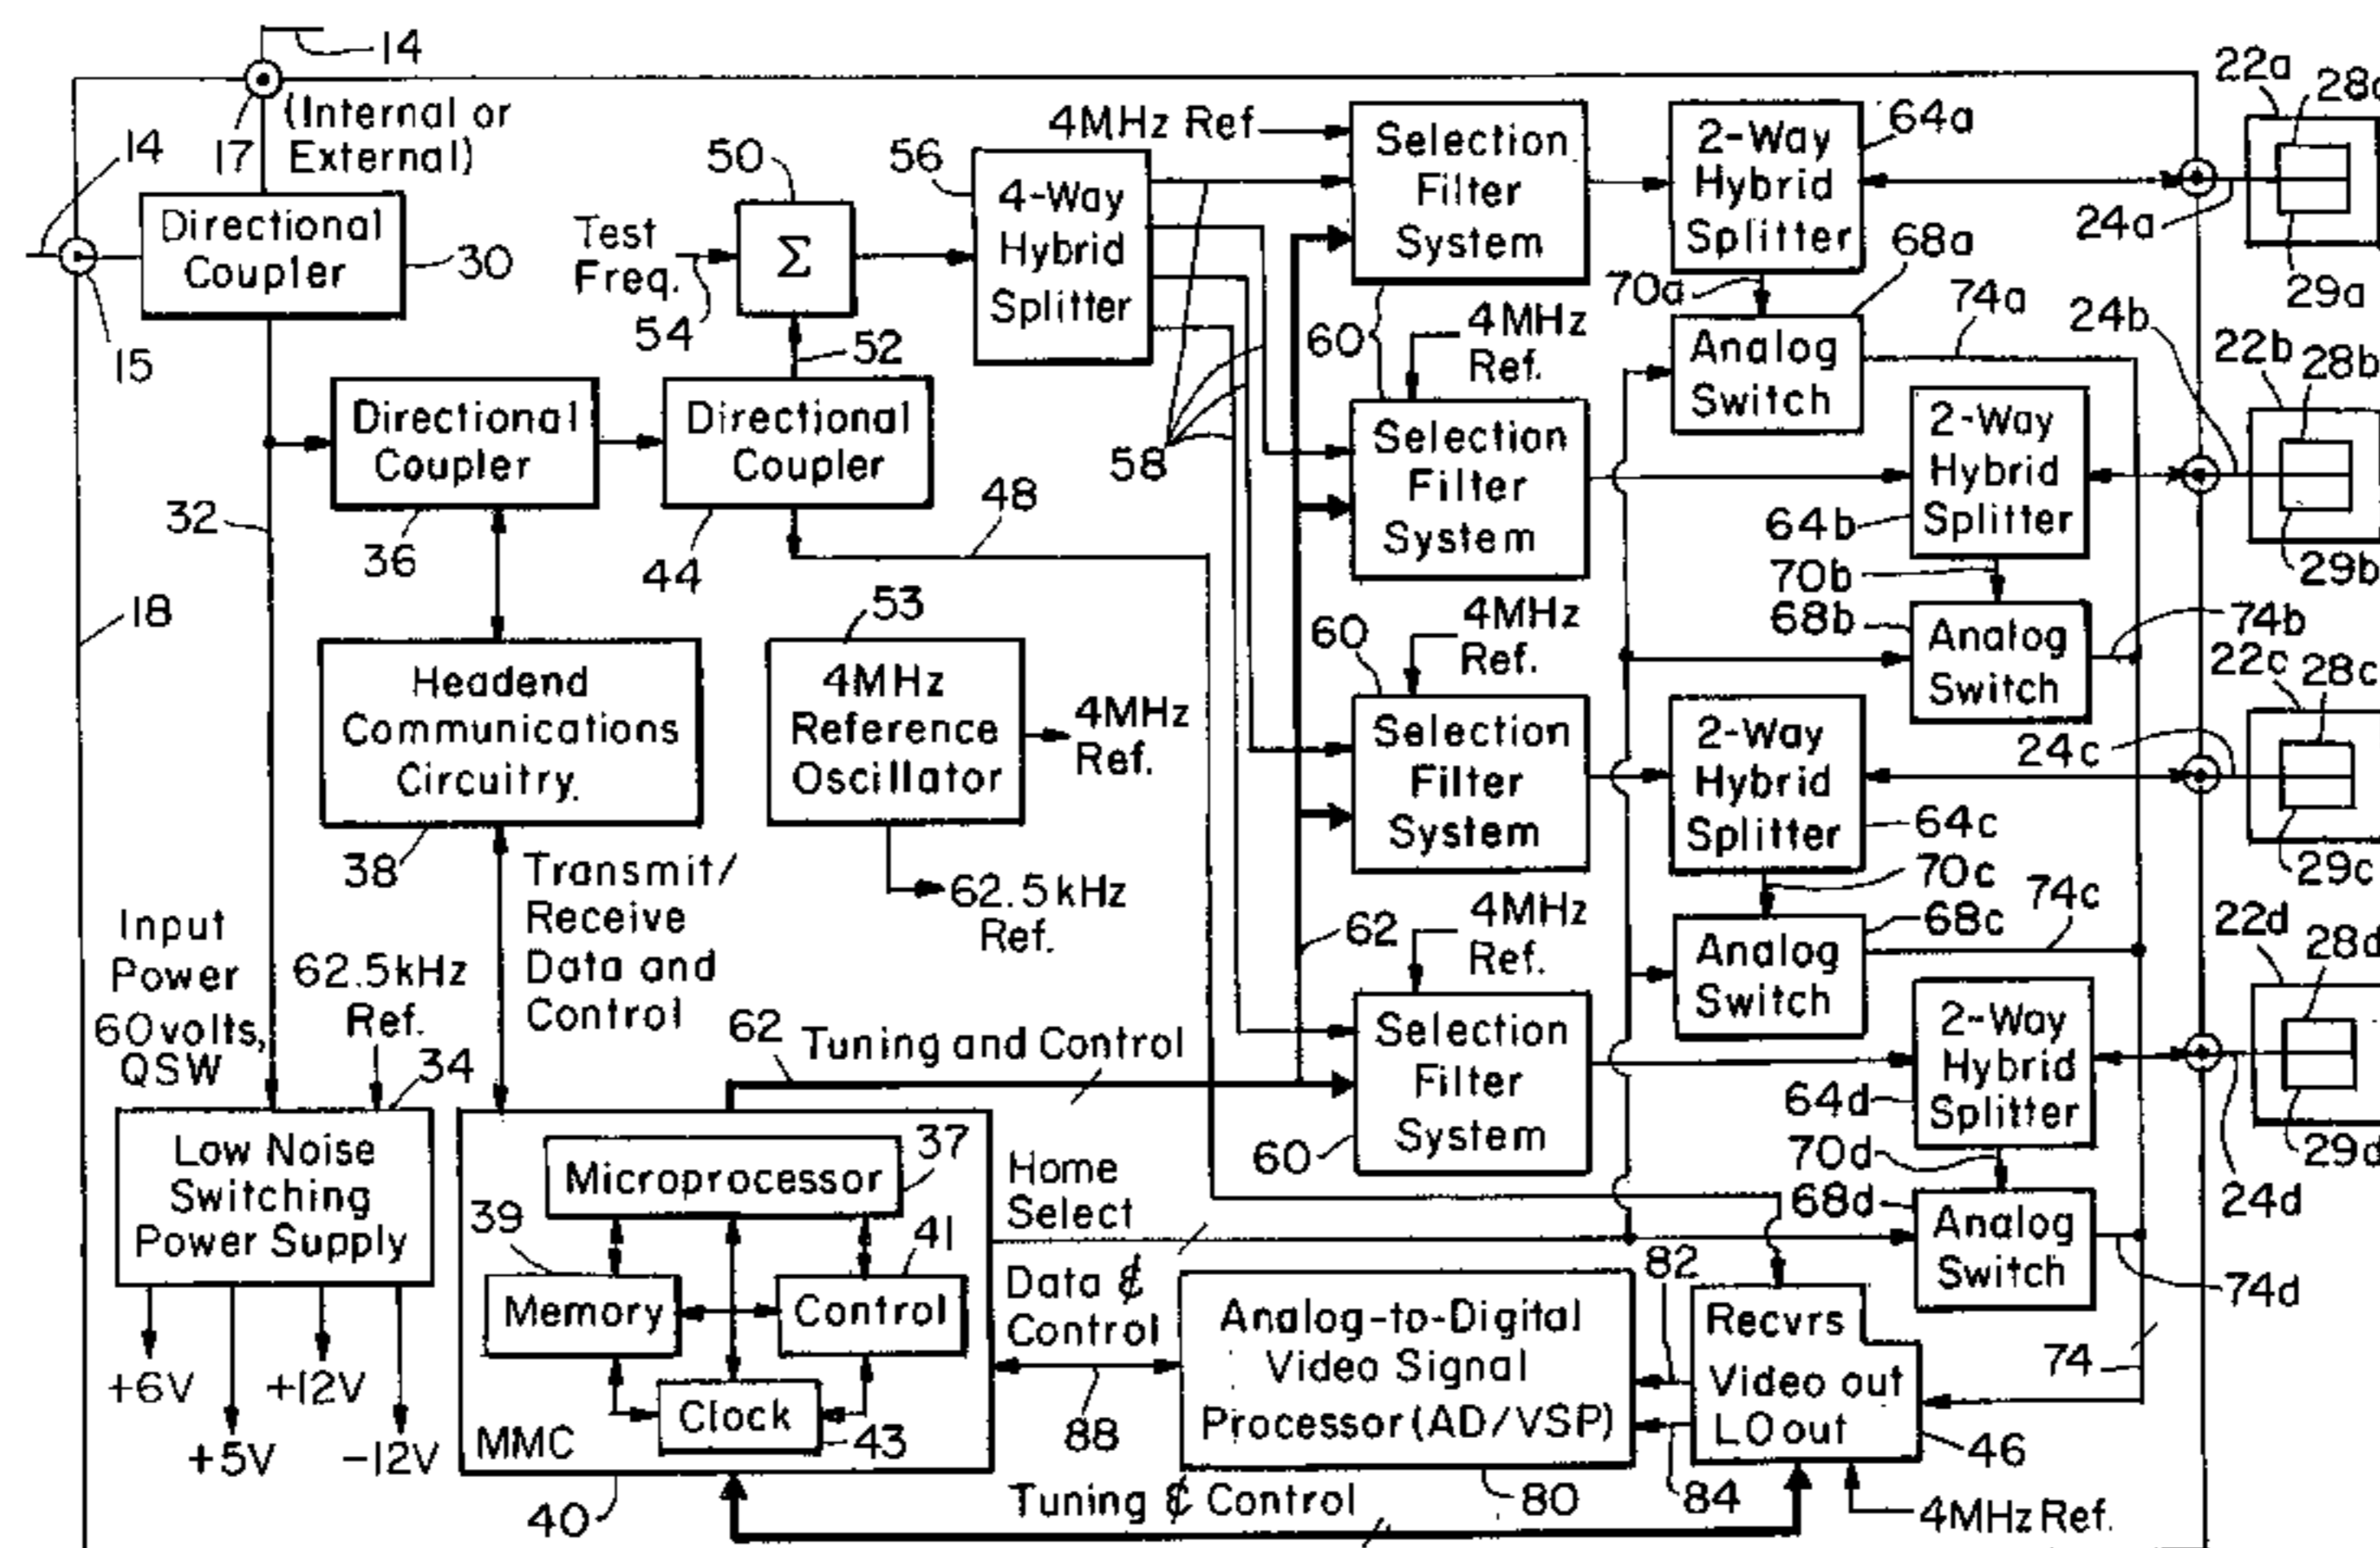 14
17
(Internal or
External)
14
15
Directional
Coupler
30
50
Test
Freq.
54
Σ
52
56
4-Way
Hybrid
Splitter
58
4MHz Ref
Selection
Filter
System
60
2-Way
Hybrid
Splitter
64a
70a
68a
Analog
Switch
74a
24a
22a
28a
29a
32
18
Directional
Coupler
36
Directional
Coupler
44
48
4MHz
Ref.
Selection
Filter
System
2-Way
Hybrid
Splitter
64b
70b
68b
Analog
Switch
74b
24b
22b
28b
29b
Headend
Communications
Circuitry.
38
53
4MHz
Reference
Oscillator
4MHz
Ref.
62.5kHz
Ref.
60
4MHz
Ref.
Selection
Filter
System
2-Way
Hybrid
Splitter
64c
70c
68c
Analog
Switch
74c
24c
22c
28c
29c
Transmit/
Receive
Data and
Control
Input
Power
60volts,
QSW
62.5kHz
Ref.
34
Low Noise
Switching
Power Supply
+6V
+5V
+12V
-12V
62
4MHz
Ref.
Selection
Filter
System
60
2-Way
Hybrid
Splitter
64d
70d
68d
Analog
Switch
74d
24d
22d
28d
29d
62
Tuning and Control
Microprocessor
37
39
Memory
41
Control
Clock
43
MMC
40
Home
Select
Data ¢
Control
88
Analog-to-Digital
Video Signal
Processor(AD/VSP)
80
82
84
Recvrs
Video out
LOout
46
74
4MHz Ref.
Tuning ¢ Control